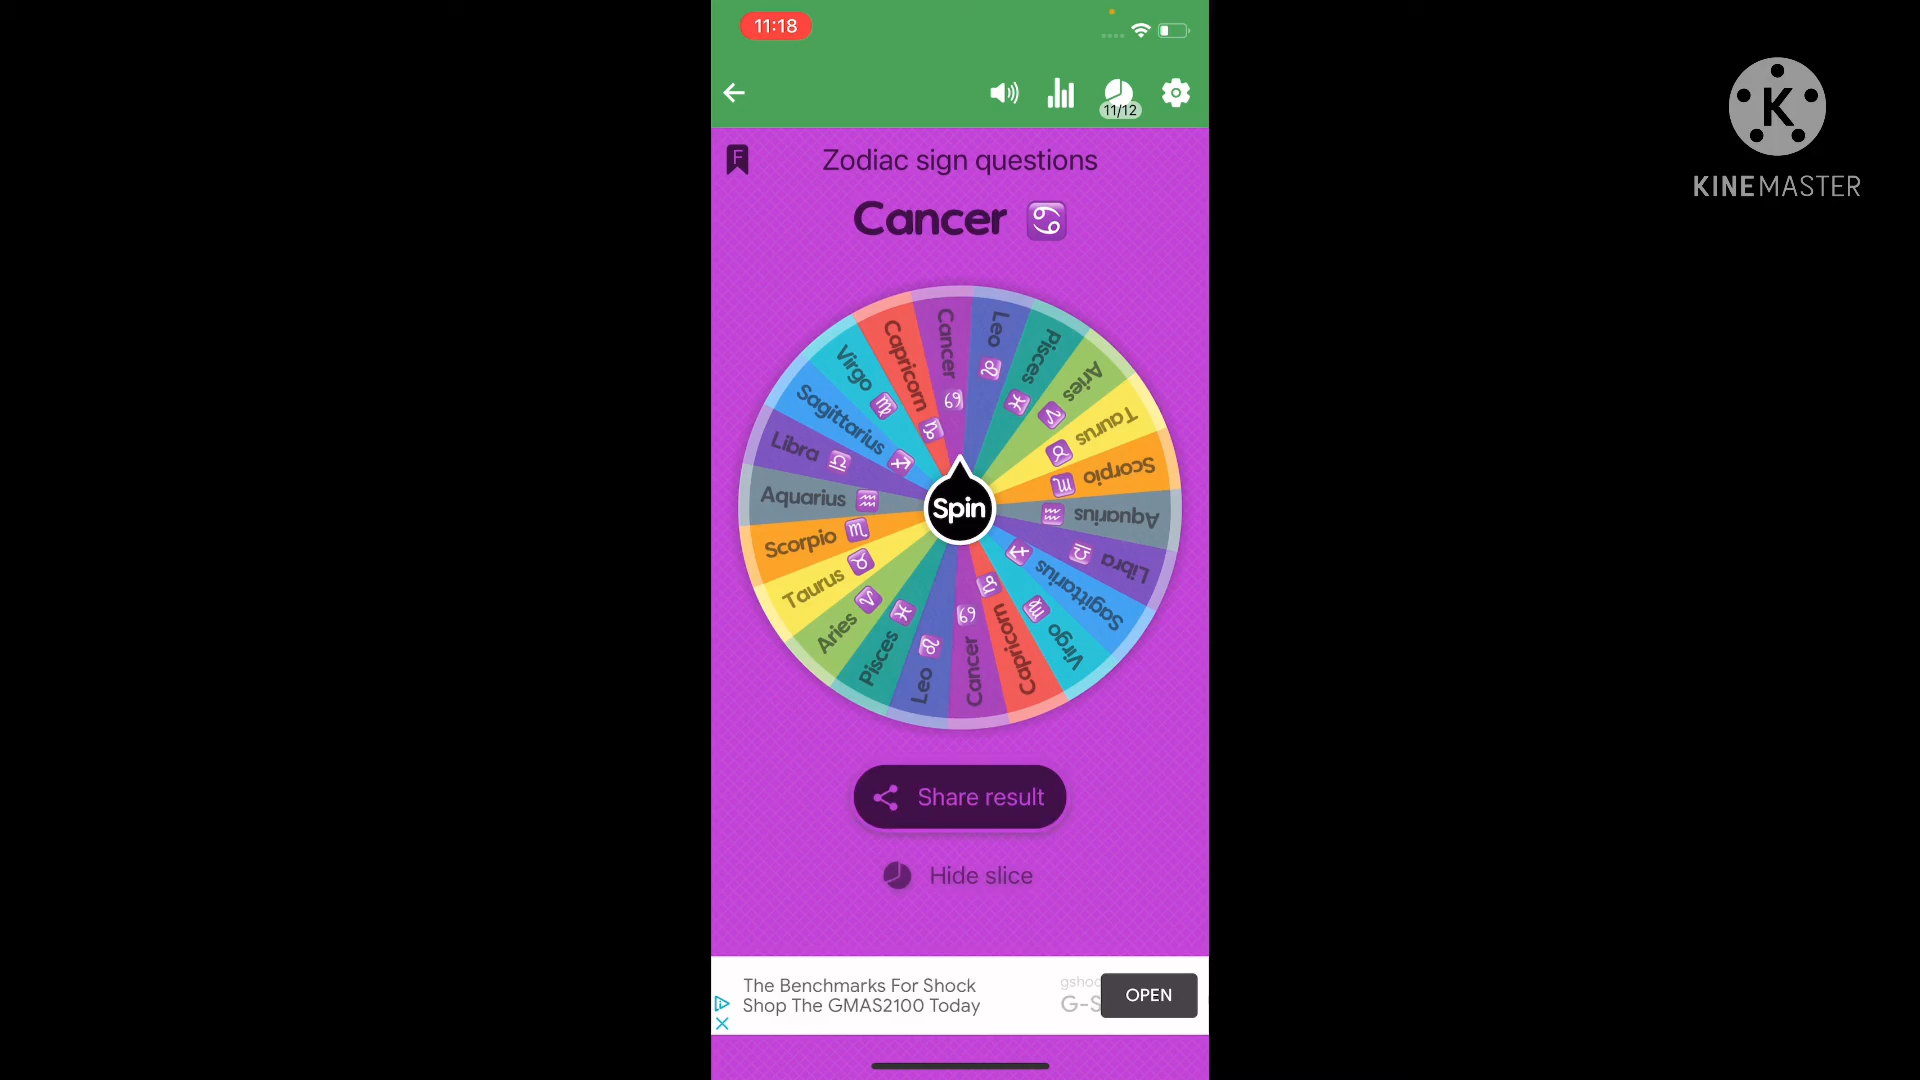 11:18
11/12
F
Zodiac sign questions
Cancer ♋
Cancer ♋
Leo ♌
Pisces ♓
Aries ♈
Taurus ♉
Scorpio ♏
Aquarius ♒
Libra ♎
Sagittarius ♐
Virgo ♍
Capricorn ♑
Cancer ♋
Leo ♌
Pisces ♓
Aries ♈
Taurus ♉
Scorpio ♏
Aquarius ♒
Libra ♎
Sagittarius ♐
Virgo ♍
Capricorn ♑
Spin
Share result
Hide slice
The Benchmarks For Shock
Shop The GMAS2100 Today
OPEN
K
KINEMASTER